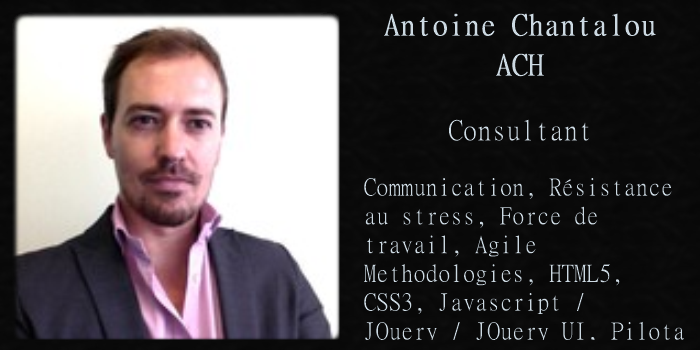 Antoine Chantalou
ACH
Consultant
Communication, Résistance
au stress, Force de
travail, Agile
Methodologies, HTML5,
CSS3, Javascript /
JQuery / JQuery UI, Pilota